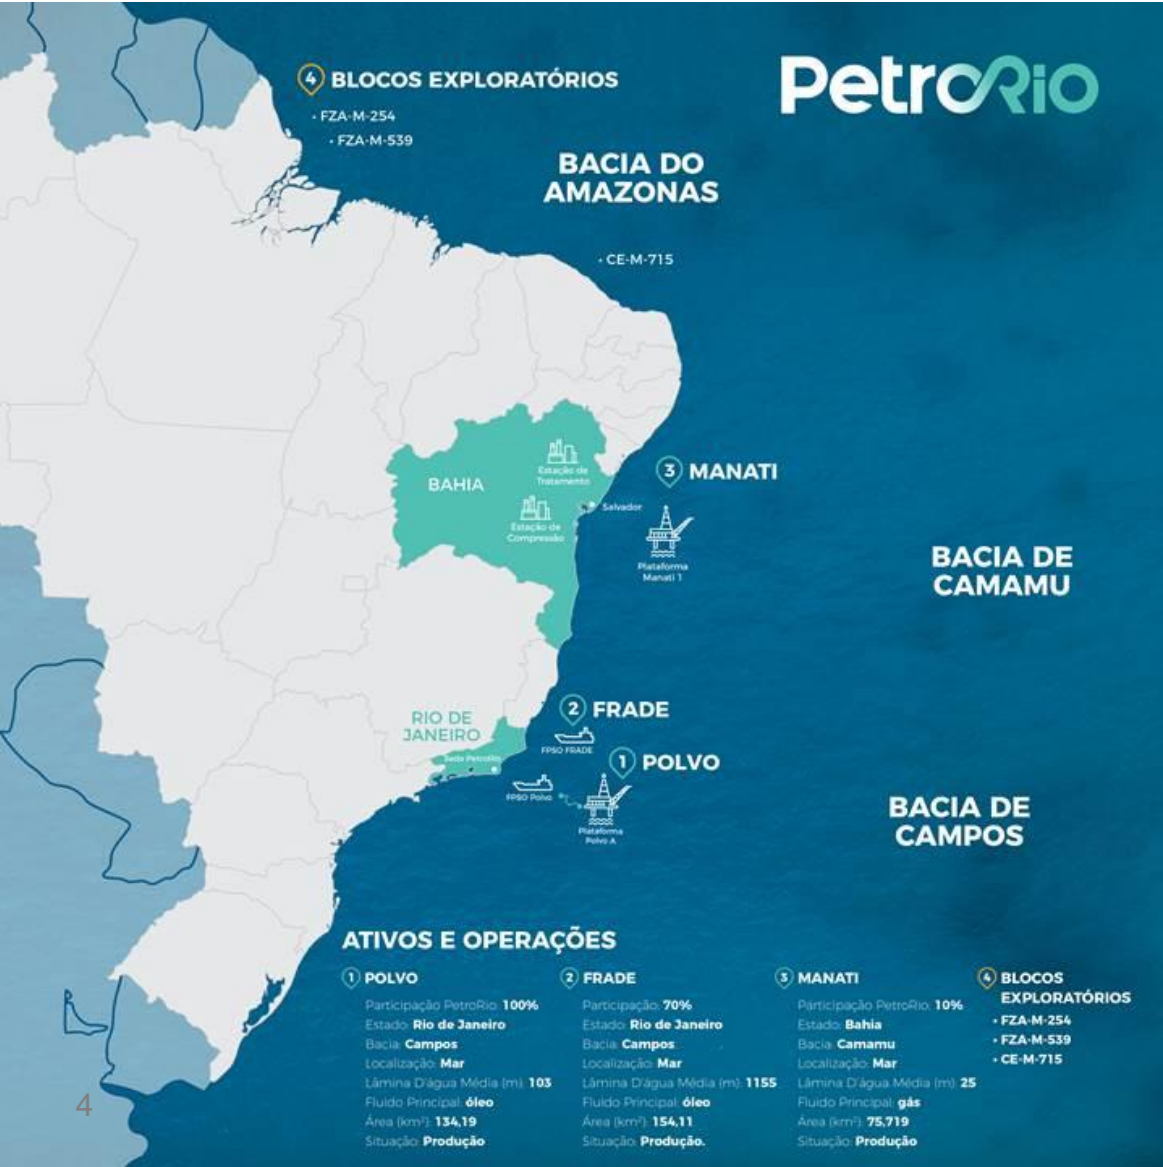 PetroRio
4 BLOCOS EXPLORATÓRIOS
• FZA-M-254
• FZA-M-539
BACIA DO
AMAZONAS
• CE-M-715
BAHIA
Estação de
Tratamento
Estação de
Compressão
Salvador
3 MANATI
Plataforma
Manati 1
BACIA DE
CAMAMU
RIO DE
JANEIRO
Sede PetroRio
2 FRADE
FPSO FRADE
1 POLVO
FPSO Polvo
Plataforma
Polvo A
BACIA DE
CAMPOS
ATIVOS E OPERAÇÕES
1 POLVO
Participação PetroRio: 100%
Estado: Rio de Janeiro
Bacia: Campos
Localização: Mar
Lâmina D'água Média (m): 103
Fluido Principal: óleo
Área (km²): 134,19
Situação: Produção
2 FRADE
Participação: 70%
Estado: Rio de Janeiro
Bacia: Campos
Localização: Mar
Lâmina D'água Média (m): 1155
Fluido Principal: óleo
Área (km²): 154,11
Situação: Produção.
3 MANATI
Participação PetroRio: 10%
Estado: Bahia
Bacia: Camamu
Localização: Mar
Lâmina D'água Média (m): 25
Fluido Principal: gás
Área (km²): 75,719
Situação: Produção
4 BLOCOS
EXPLORATÓRIOS
• FZA-M-254
• FZA-M-539
• CE-M-715
4